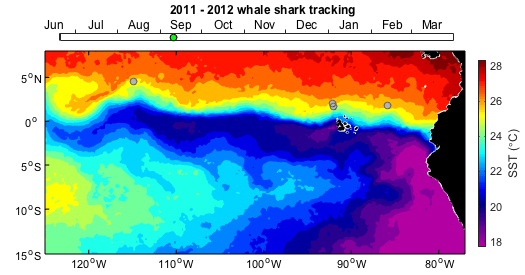 2011 - 2012 whale shark tracking
Jun Jul Aug Sep Oct Nov Dec Jan Feb Mar
5°N
0°
5°S
10°S
15°S
120°W 110°W 100°W 90°W 80°W
28
26
24
22
20
18
SST (°C)